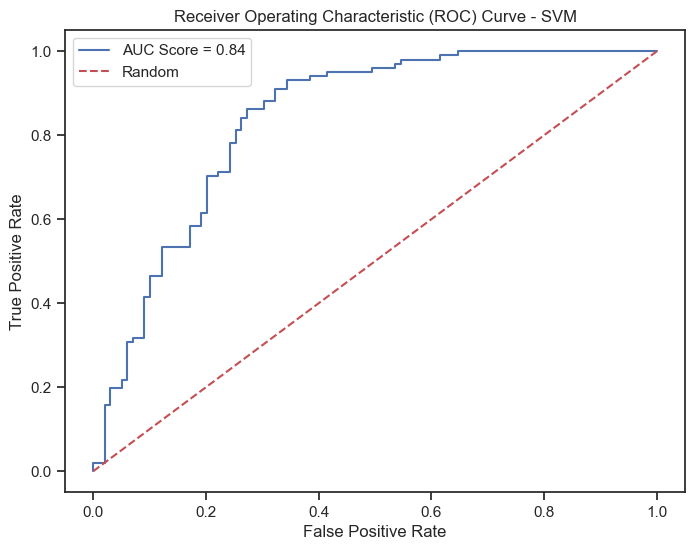 Receiver Operating Characteristic (ROC) Curve - SVM
AUC Score = 0.84
Random
True Positive Rate
1.0
0.8
0.6
0.4
0.2
0.0
0.0 0.2 0.4 0.6 0.8 1.0
False Positive Rate